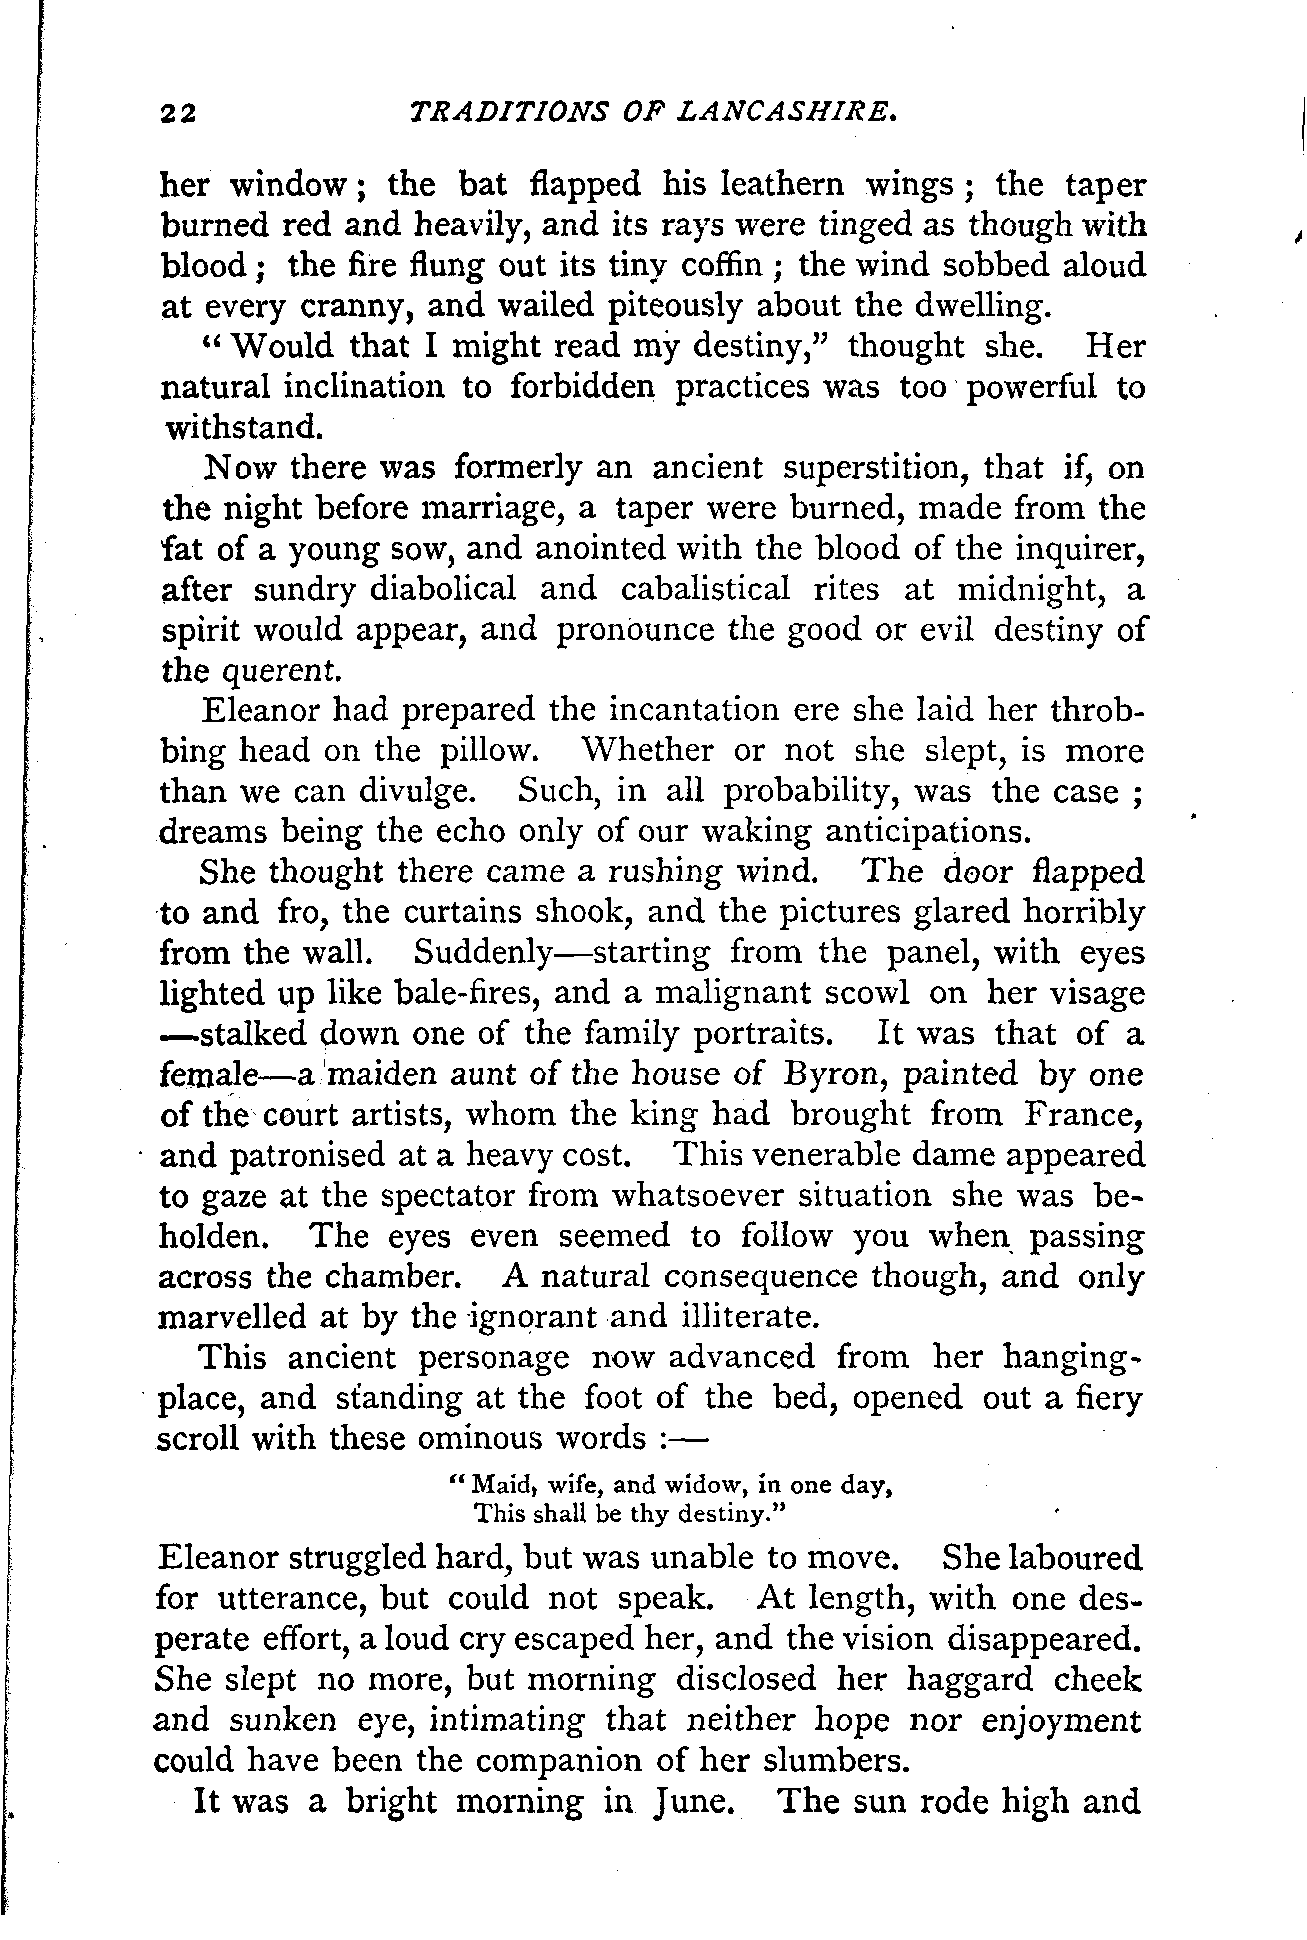 22 TRADITIONS OF LANCASHIRE.
her window; the bat flapped his leathern wings; the taper
burned red and heavily, and its rays were tinged as though with
blood; the fire flung out its tiny coffin; the wind sobbed aloud
at every cranny, and wailed piteously about the dwelling.
"Would that I might read my destiny," thought she. Her
natural inclination to forbidden practices was too powerful to
withstand.
Now there was formerly an ancient superstition, that if, on
the night before marriage, a taper were burned, made from the
fat of a young sow, and anointed with the blood of the inquirer,
after sundry diabolical and cabalistical rites at midnight, a
spirit would appear, and pronounce the good or evil destiny of
the querent.
Eleanor had prepared the incantation ere she laid her throb-
bing head on the pillow. Whether or not she slept, is more
than we can divulge. Such, in all probability, was the case;
dreams being the echo only of our waking anticipations.
She thought there came a rushing wind. The door flapped
to and fro, the curtains shook, and the pictures glared horribly
from the wall. Suddenly—starting from the panel, with eyes
lighted up like bale-fires, and a malignant scowl on her visage
—stalked down one of the family portraits. It was that of a
female—a maiden aunt of the house of Byron, painted by one
of the court artists, whom the king had brought from France,
and patronised at a heavy cost. This venerable dame appeared
to gaze at the spectator from whatsoever situation she was be-
holden. The eyes even seemed to follow you when passing
across the chamber. A natural consequence though, and only
marvelled at by the ignorant and illiterate.
This ancient personage now advanced from her hanging-
place, and standing at the foot of the bed, opened out a fiery
scroll with these ominous words:—
"Maid, wife, and widow, in one day,
This shall be thy destiny."
Eleanor struggled hard, but was unable to move. She laboured
for utterance, but could not speak. At length, with one des-
perate effort, a loud cry escaped her, and the vision disappeared.
She slept no more, but morning disclosed her haggard cheek
and sunken eye, intimating that neither hope nor enjoyment
could have been the companion of her slumbers.
It was a bright morning in June. The sun rode high and